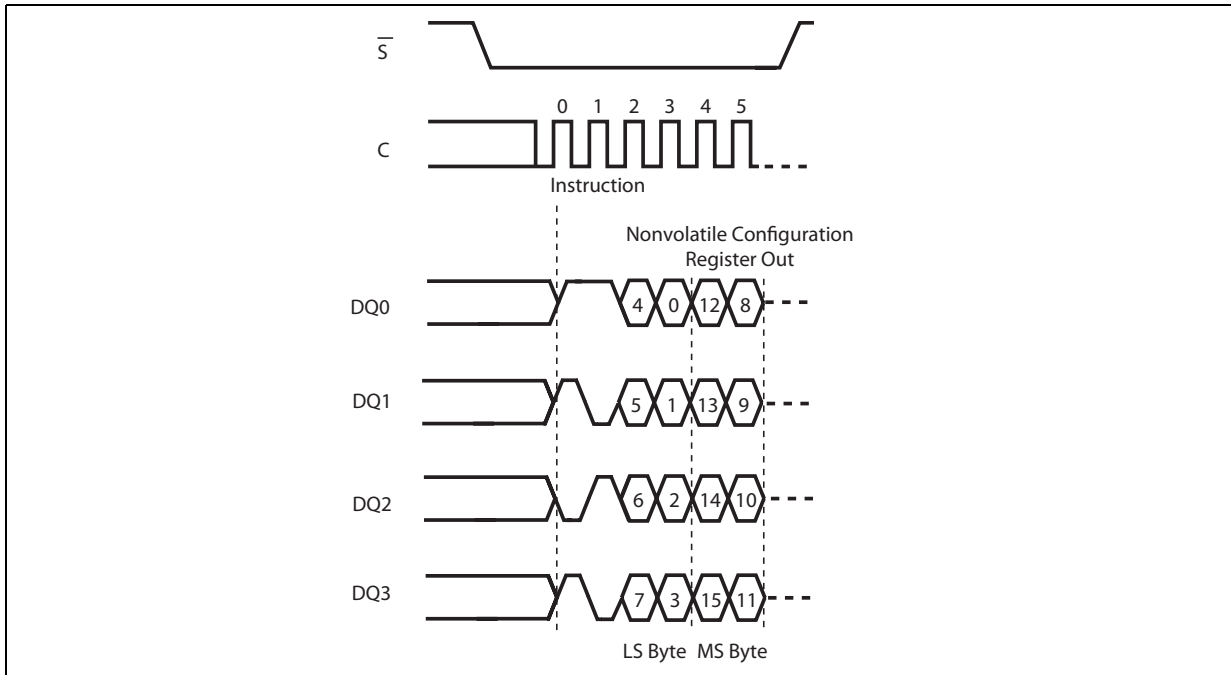 S
0 1 2 3 4 5
C
Instruction
Nonvolatile Configuration
Register Out
DQ0 4 0 12 8
DQ1 5 1 13 9
DQ2 6 2 14 10
DQ3 7 3 15 11
LS Byte MS Byte